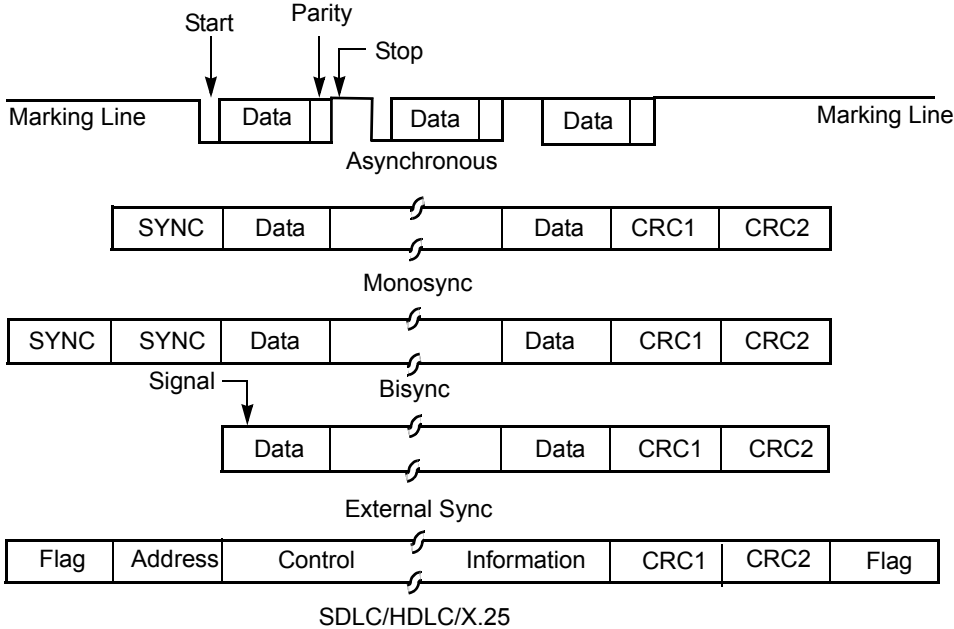 Start
Parity
Stop
Marking Line
Data
Data
Data
Marking Line
Asynchronous
SYNC Data Data CRC1 CRC2
Monosync
SYNC SYNC Data Data CRC1 CRC2
Signal
Bisync
Data Data CRC1 CRC2
External Sync
Flag Address Control Information CRC1 CRC2 Flag
SDLC/HDLC/X.25